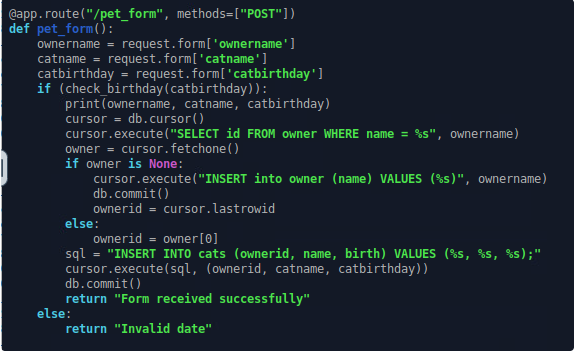 @app.route("/pet_form", methods=["POST"])
def pet_form():
    ownername = request.form['ownername']
    catname = request.form['catname']
    catbirthday = request.form['catbirthday']
    if (check_birthday(catbirthday)):
        print(ownername, catname, catbirthday)
        cursor = db.cursor()
        cursor.execute("SELECT id FROM owner WHERE name = %s", ownername)
        owner = cursor.fetchone()
        if owner is None:
            cursor.execute("INSERT into owner (name) VALUES (%s)", ownername)
            db.commit()
            ownerid = cursor.lastrowid
        else:
            ownerid = owner[0]
        sql = "INSERT INTO cats (ownerid, name, birth) VALUES (%s, %s, %s);"
        cursor.execute(sql, (ownerid, catname, catbirthday))
        db.commit()
        return "Form received successfully"
    else:
        return "Invalid date"